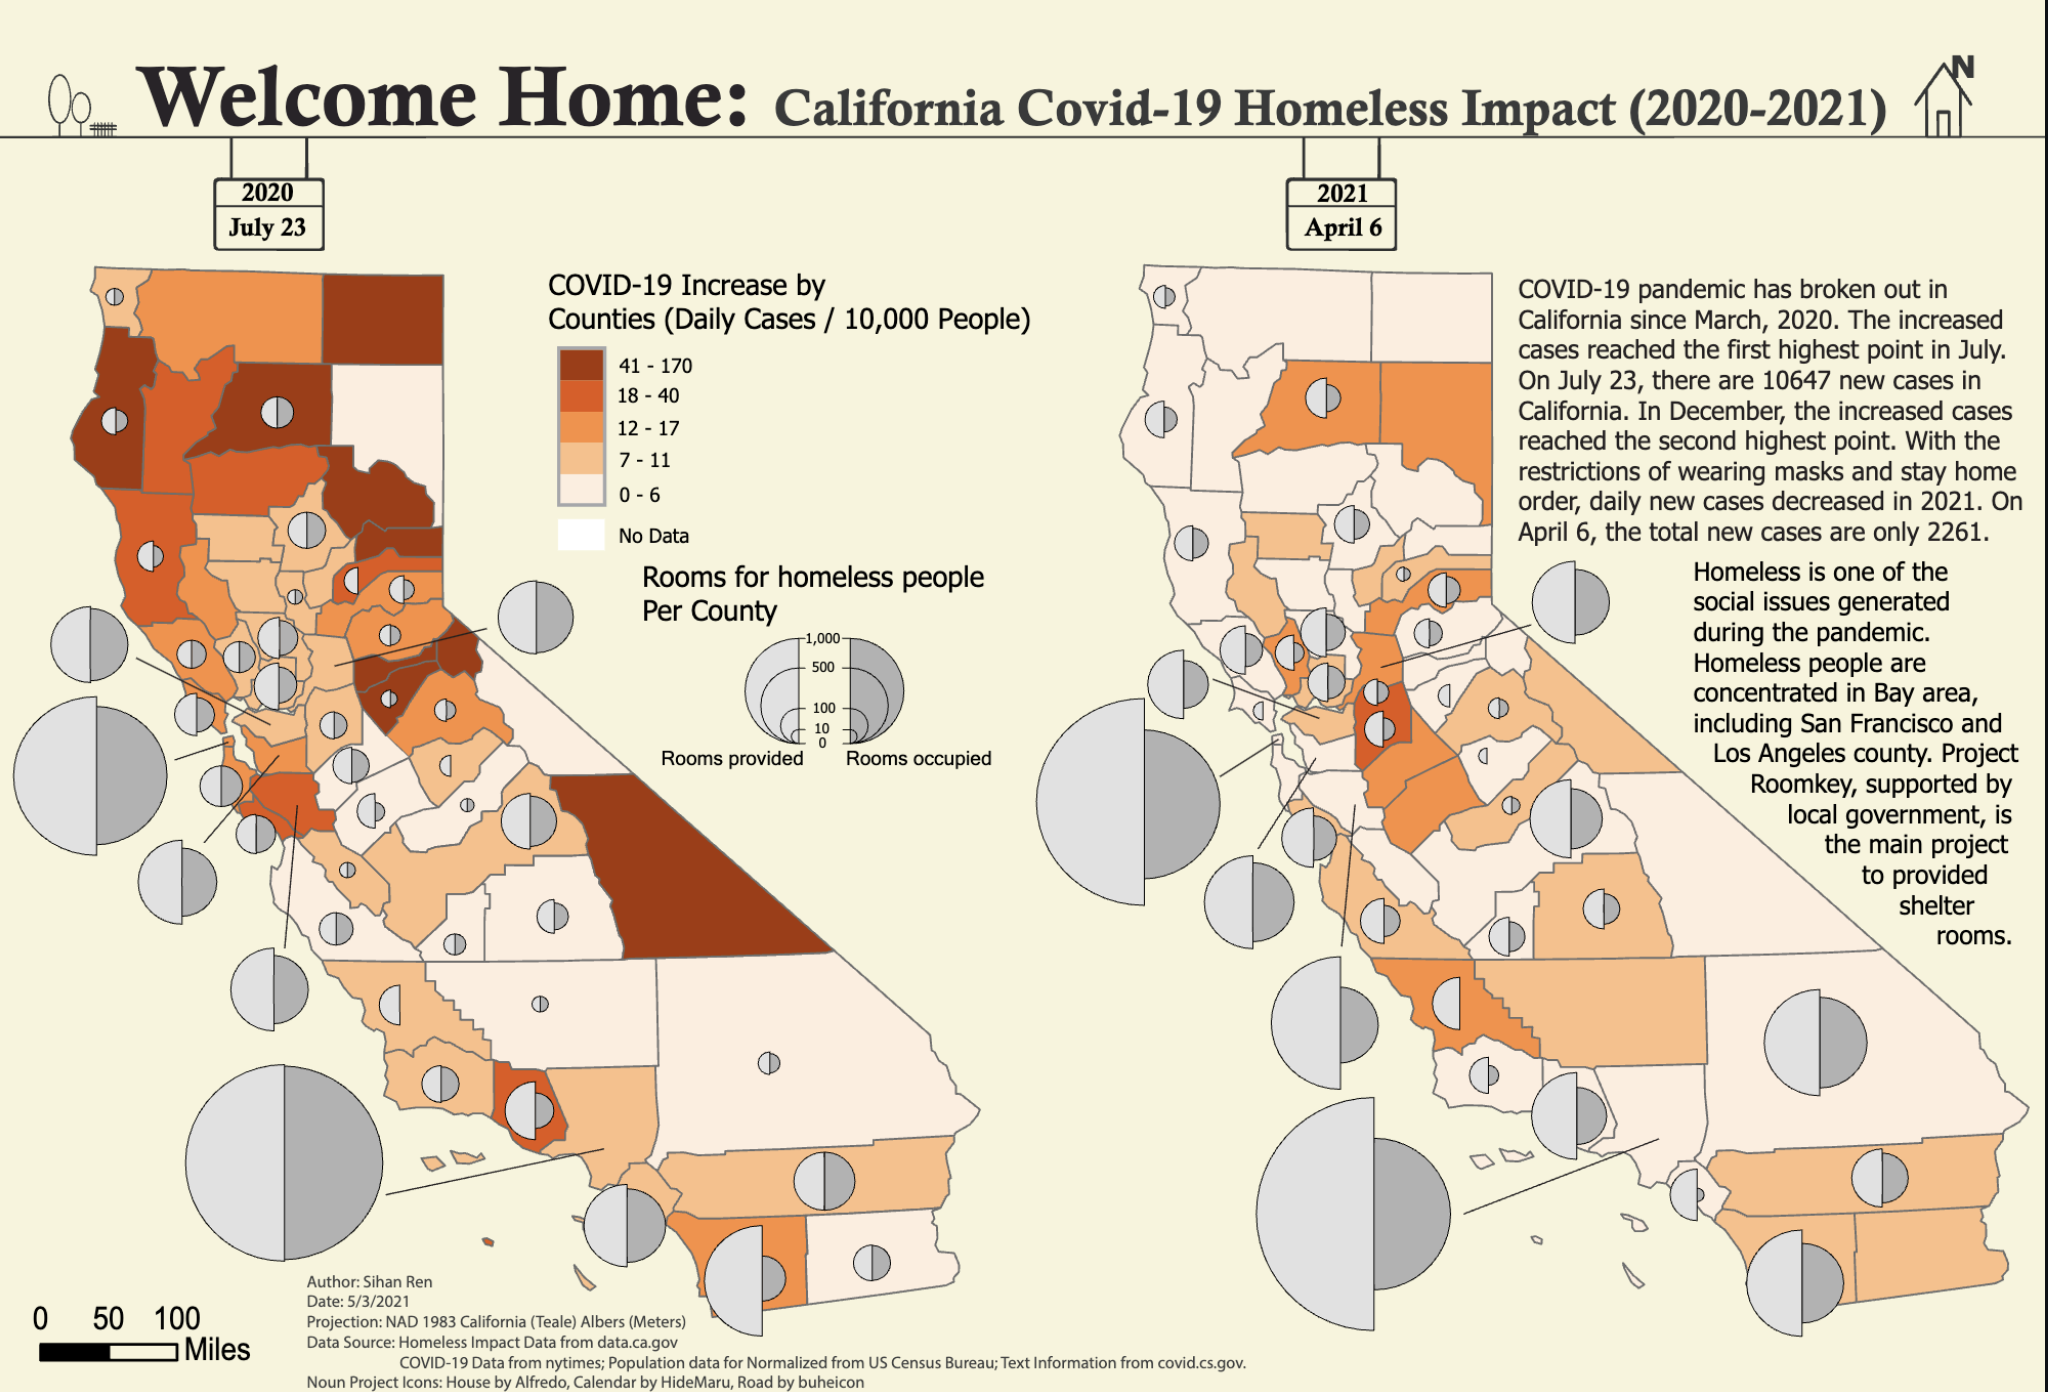 Welcome Home: California Covid-19 Homeless Impact (2020-2021)
N
2020
July 23
2021
April 6
COVID-19 Increase by
Counties (Daily Cases / 10,000 People)
41 - 170
18 - 40
12 - 17
7 - 11
0 - 6
No Data
Rooms for homeless people
Per County
1,000
500
100
10
0
Rooms provided
Rooms occupied
COVID-19 pandemic has broken out in
California since March, 2020. The increased
cases reached the first highest point in July.
On July 23, there are 10647 new cases in
California. In December, the increased cases
reached the second highest point. With the
restrictions of wearing masks and stay home
order, daily new cases decreased in 2021. On
April 6, the total new cases are only 2261.
Homeless is one of the
social issues generated
during the pandemic.
Homeless people are
concentrated in Bay area,
including San Francisco and
Los Angeles county. Project
Roomkey, supported by
local government, is
the main project
to provided
shelter
rooms.
0 50 100
Miles
Author: Sihan Ren
Date: 5/3/2021
Projection: NAD 1983 California (Teale) Albers (Meters)
Data Source: Homeless Impact Data from data.ca.gov
COVID-19 Data from nytimes; Population data for Normalized from US Census Bureau; Text Information from covid.cs.gov.
Noun Project Icons: House by Alfredo, Calendar by HideMaru, Road by buheicon